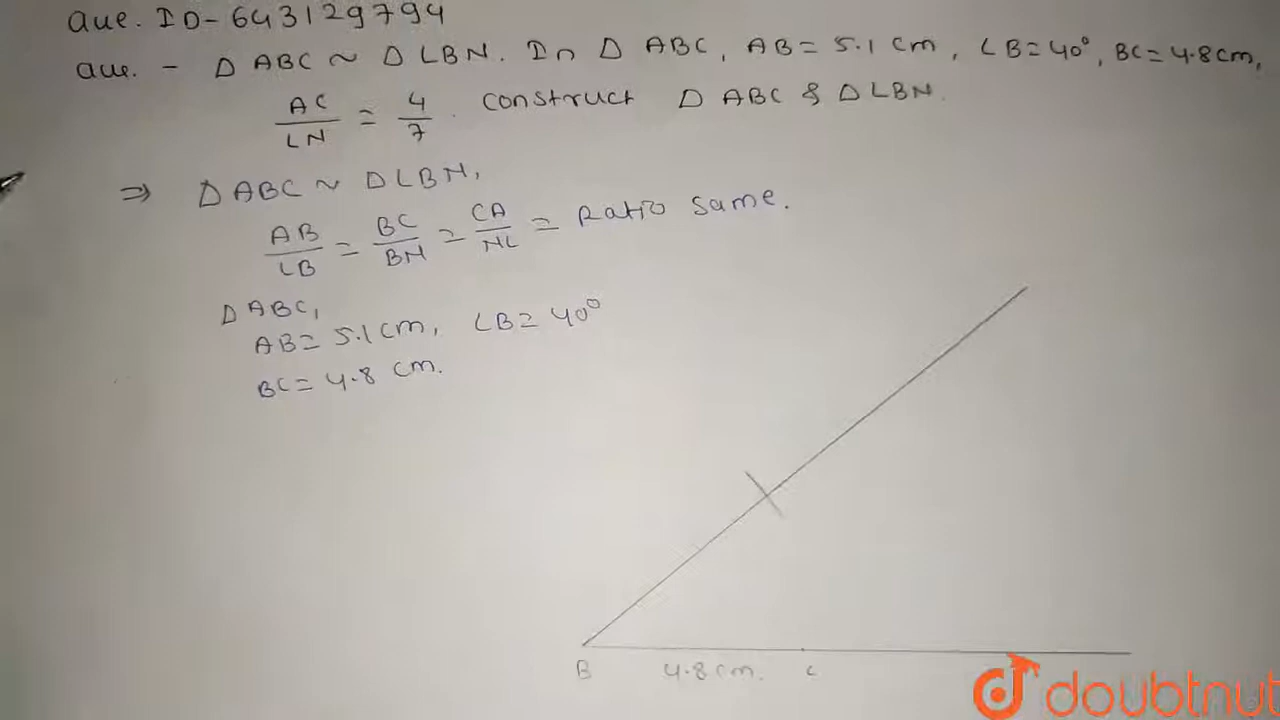 Que. ID- 643129794
Que. - Δ ABC ~ Δ LBN. In Δ ABC, AB = 5.1 cm, ∠B = 40°, BC = 4.8 cm,
AC/LN = 4/7. Construct Δ ABC & Δ LBN.
⇒ Δ ABC ~ Δ LBN,
AB/LB = BC/BN = CA/NL = Ratio same.
Δ ABC,
AB = 5.1 cm, ∠B = 40°
BC = 4.8 cm.
B 4.8 cm. C
doubtnut